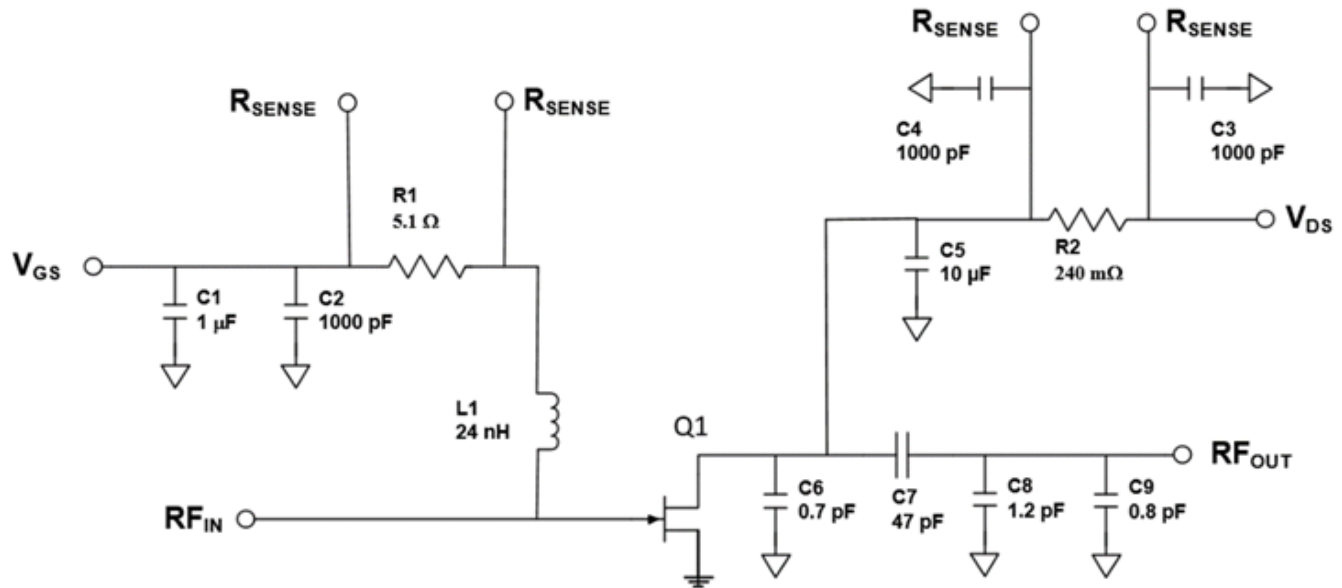 RSENSE
RSENSE
C4
1000 pF
C3
1000 pF
RSENSE
RSENSE
R1
5.1 Ω
VGS
C1
1 μF
C2
1000 pF
C5
10 μF
R2
240 mΩ
VDS
L1
24 nH
Q1
RFIN
C6
0.7 pF
C7
47 pF
C8
1.2 pF
C9
0.8 pF
RFOUT